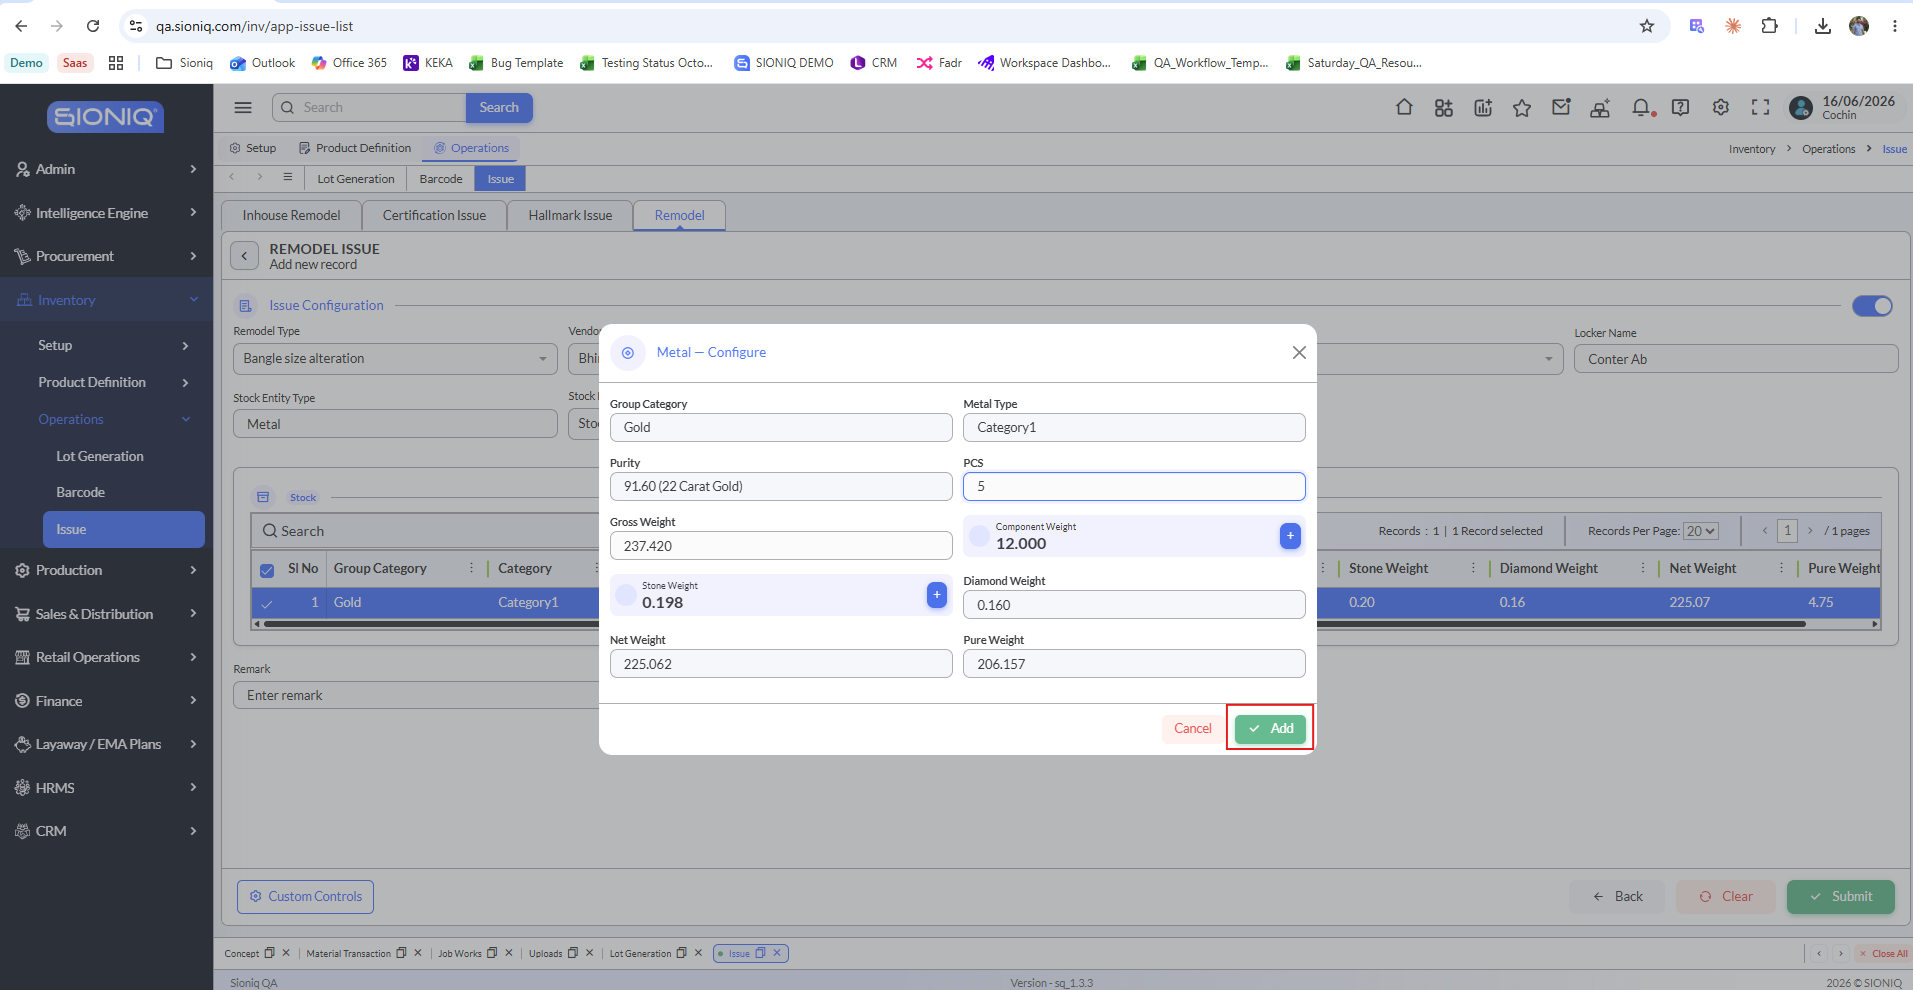 qa.sioniq.com/inv/app-issue-list
Demo
Saas
Sioniq
Outlook
Office 365
KEKA
Bug Template
Testing Status Octo...
SIONIQ DEMO
CRM
Fadr
Workspace Dashbo...
QA_Workflow_Temp...
Saturday_QA_Resou...
SIONIQ
Search
Search
16/06/2026
Cochin
Setup
Product Definition
Operations
Inventory > Operations > Issue
Lot Generation
Barcode
Issue
Inhouse Remodel
Certification Issue
Hallmark Issue
Remodel
Admin
Intelligence Engine
Procurement
Inventory
Setup
Product Definition
Operations
Lot Generation
Barcode
Issue
Production
Sales & Distribution
Retail Operations
Finance
Layaway / EMA Plans
HRMS
CRM
REMODEL ISSUE
Add new record
Issue Configuration
Remodel Type
Bangle size alteration
Vendo
Bhi
Locker Name
Conter Ab
Stock Entity Type
Metal
Stock
Sto
Stock
Search
Records : 1 | 1 Record selected
Records Per Page: 20
1 / 1 pages
Sl No
Group Category
Category
Stone Weight
Diamond Weight
Net Weight
Pure Weight
1
Gold
Category1
0.20
0.16
225.07
4.75
Remark
Enter remark
Metal — Configure
Group Category
Gold
Metal Type
Category1
Purity
91.60 (22 Carat Gold)
PCS
5
Gross Weight
237.420
Component Weight
12.000
+
Stone Weight
0.198
+
Diamond Weight
0.160
Net Weight
225.062
Pure Weight
206.157
Cancel
Add
Custom Controls
Back
Clear
Submit
Concept
Material Transaction
Job Works
Uploads
Lot Generation
Issue
Close All
Sioniq QA
Version - sq_1.3.3
2026 © SIONIQ